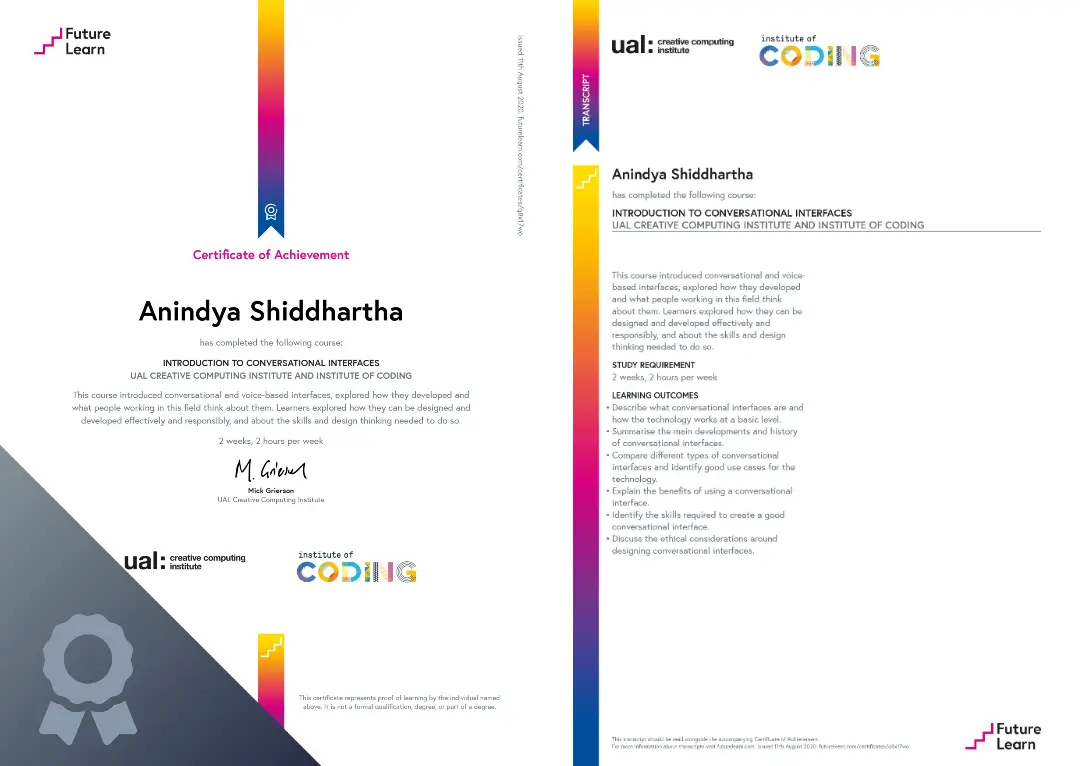 Future
Learn
issued 11th August 2020. futurelearn.com/certificates/q8x17wo
Certificate of Achievement
Anindya Shiddhartha
has completed the following course:
INTRODUCTION TO CONVERSATIONAL INTERFACES
UAL CREATIVE COMPUTING INSTITUTE AND INSTITUTE OF CODING
This course introduced conversational and voice-based interfaces, explored how they developed and
what people working in this field think about them. Learners explored how they can be designed and
developed effectively and responsibly, and about the skills and design thinking needed to do so.
2 weeks, 2 hours per week
M. Grierson
Mick Grierson
UAL Creative Computing Institute
ual: creative computing
institute
institute of
CODING
This certificate represents proof of learning by the individual named
above. It is not a formal qualification, degree, or part of a degree.
TRANSCRIPT
ual: creative computing
institute
institute of
CODING
Anindya Shiddhartha
has completed the following course:
INTRODUCTION TO CONVERSATIONAL INTERFACES
UAL CREATIVE COMPUTING INSTITUTE AND INSTITUTE OF CODING
This course introduced conversational and voice-
based interfaces, explored how they developed
and what people working in this field think
about them. Learners explored how they can be
designed and developed effectively and
responsibly, and about the skills and design
thinking needed to do so.
STUDY REQUIREMENT
2 weeks, 2 hours per week
LEARNING OUTCOMES
• Describe what conversational interfaces are and
how the technology works at a basic level.
• Summarise the main developments and history
of conversational interfaces.
• Compare different types of conversational
interfaces and identify good use cases for the
technology.
• Explain the benefits of using a conversational
interface.
• Identify the skills required to create a good
conversational interface.
• Discuss the ethical considerations around
designing conversational interfaces.
This transcript should be read alongside the accompanying Certificate of Achievement.
For more information about transcripts visit futurelearn.com. Issued 11th August 2020. futurelearn.com/certificates/q8x17wo
Future
Learn